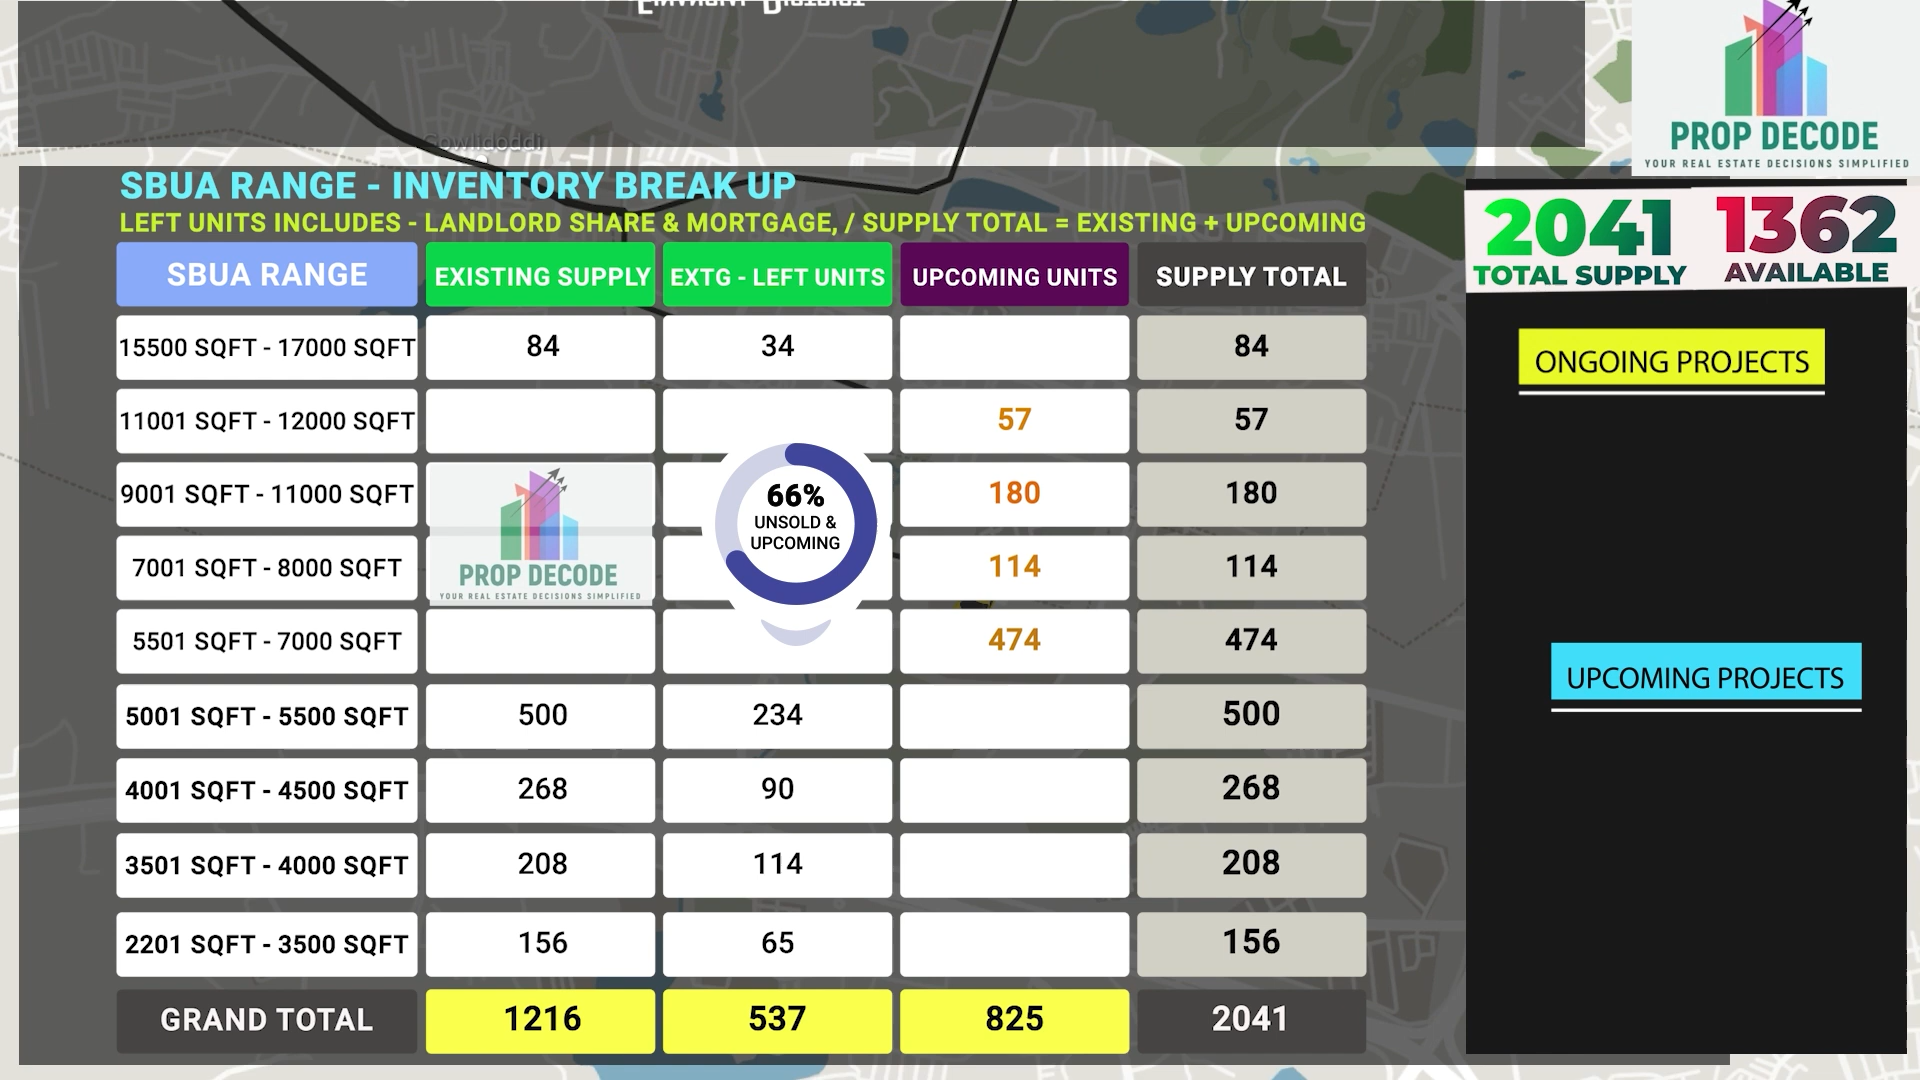 Gowlidoddi
PROP DECODE
YOUR REAL ESTATE DECISIONS SIMPLIFIED
SBUA RANGE - INVENTORY BREAK UP
LEFT UNITS INCLUDES - LANDLORD SHARE & MORTGAGE, / SUPPLY TOTAL = EXISTING + UPCOMING
2041 1362
TOTAL SUPPLY AVAILABLE
SBUA RANGE EXISTING SUPPLY EXTG - LEFT UNITS UPCOMING UNITS SUPPLY TOTAL
15500 SQFT - 17000 SQFT 84 34 84
ONGOING PROJECTS
11001 SQFT - 12000 SQFT 57 57
9001 SQFT - 11000 SQFT 180 180
66%
UNSOLD &
UPCOMING
7001 SQFT - 8000 SQFT 114 114
PROP DECODE
YOUR REAL ESTATE DECISIONS SIMPLIFIED
5501 SQFT - 7000 SQFT 474 474
UPCOMING PROJECTS
5001 SQFT - 5500 SQFT 500 234 500
4001 SQFT - 4500 SQFT 268 90 268
3501 SQFT - 4000 SQFT 208 114 208
2201 SQFT - 3500 SQFT 156 65 156
GRAND TOTAL 1216 537 825 2041